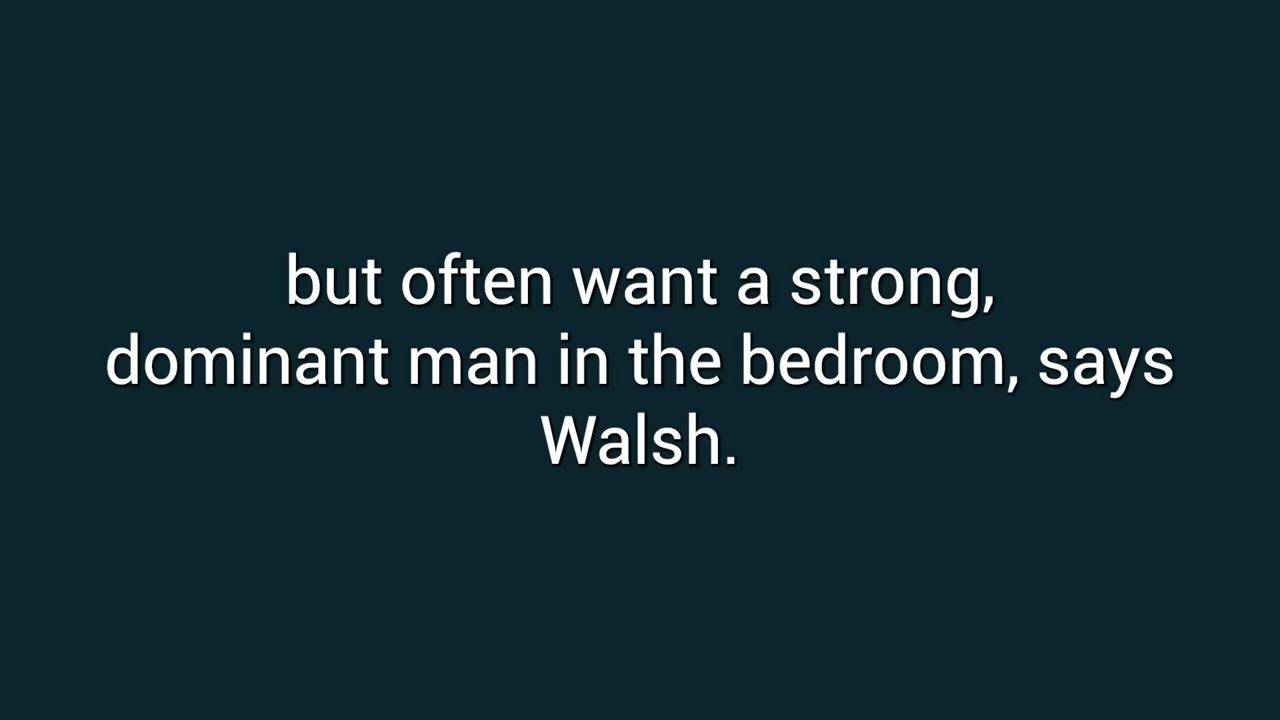 but often want a strong,
dominant man in the bedroom, says
Walsh.